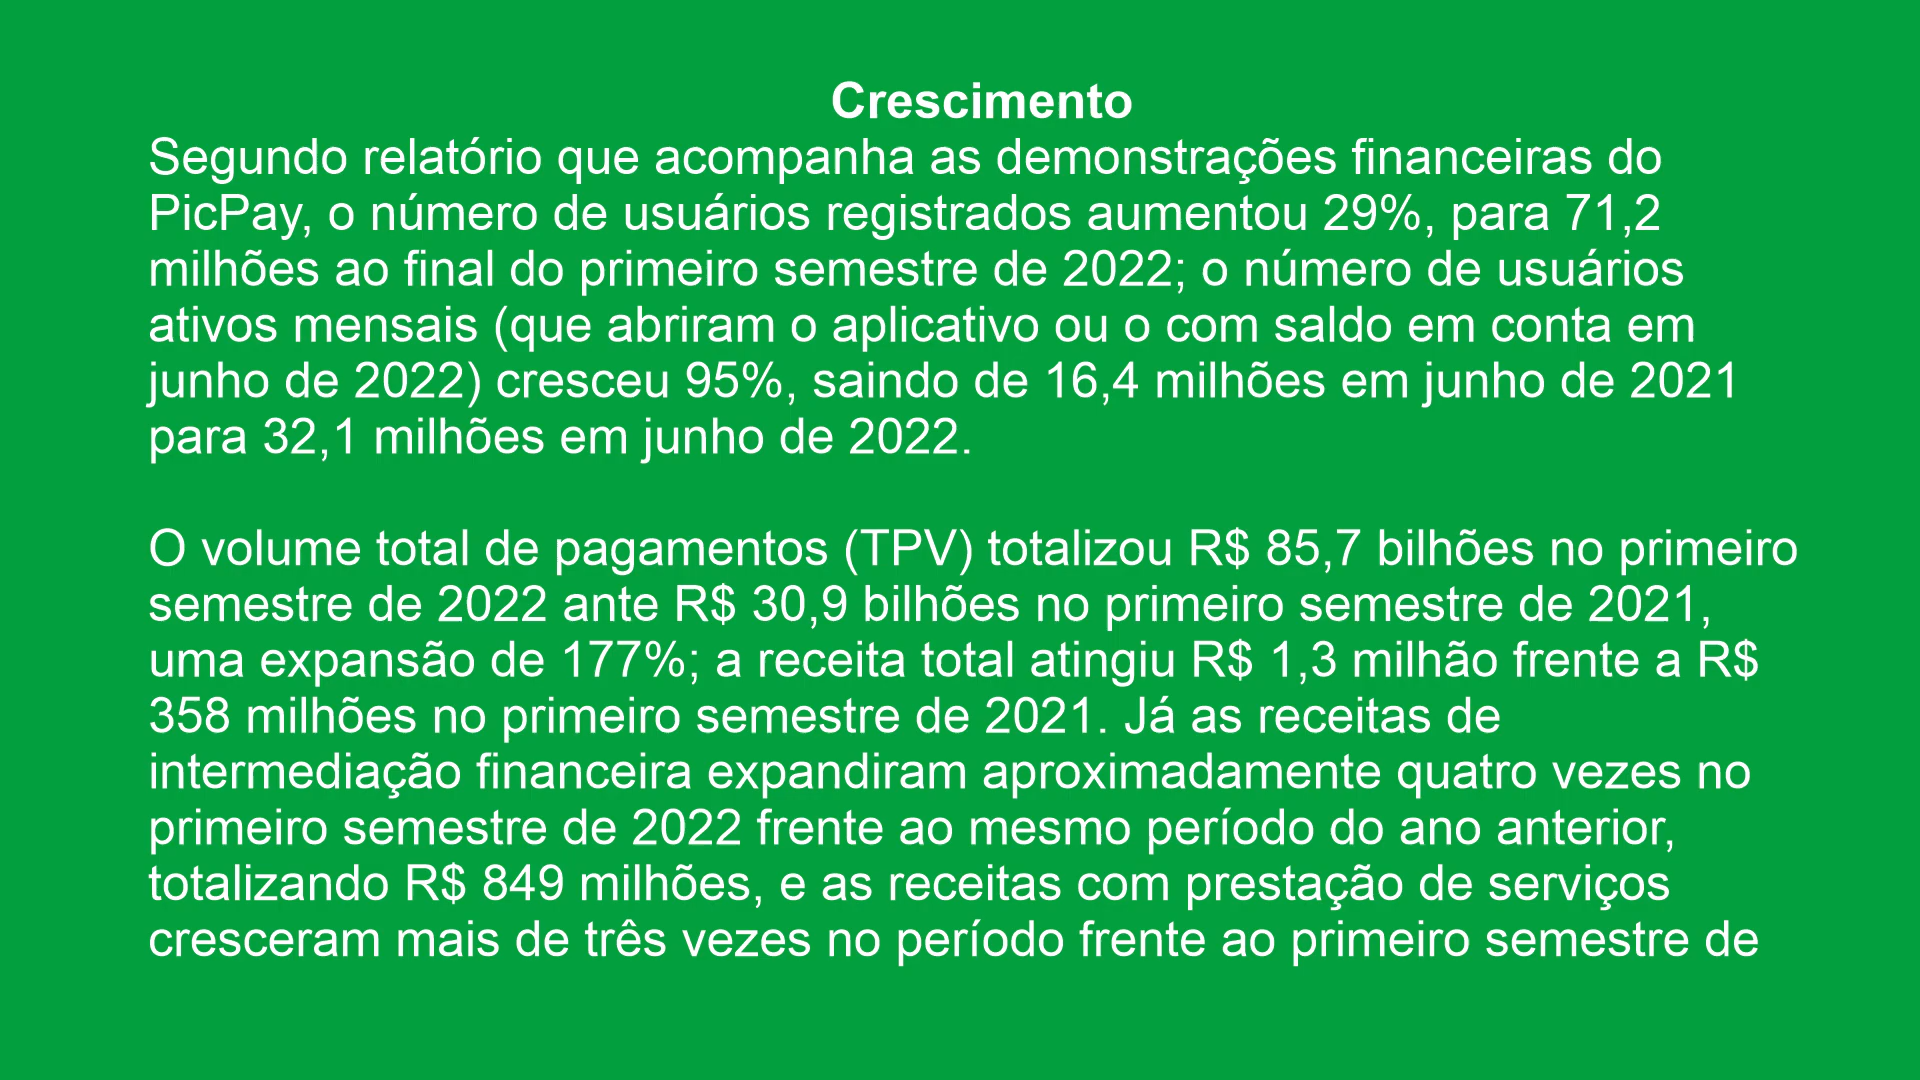 Crescimento
Segundo relatório que acompanha as demonstrações financeiras do
PicPay, o número de usuários registrados aumentou 29%, para 71,2
milhões ao final do primeiro semestre de 2022; o número de usuários
ativos mensais (que abriram o aplicativo ou o com saldo em conta em
junho de 2022) cresceu 95%, saindo de 16,4 milhões em junho de 2021
para 32,1 milhões em junho de 2022.
O volume total de pagamentos (TPV) totalizou R$ 85,7 bilhões no primeiro
semestre de 2022 ante R$ 30,9 bilhões no primeiro semestre de 2021,
uma expansão de 177%; a receita total atingiu R$ 1,3 milhão frente a R$
358 milhões no primeiro semestre de 2021. Já as receitas de
intermediação financeira expandiram aproximadamente quatro vezes no
primeiro semestre de 2022 frente ao mesmo período do ano anterior,
totalizando R$ 849 milhões, e as receitas com prestação de serviços
cresceram mais de três vezes no período frente ao primeiro semestre de